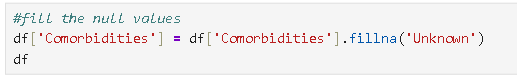 #fill the null values
df['Comorbidities'] = df['Comorbidities'].fillna('Unknown')
df